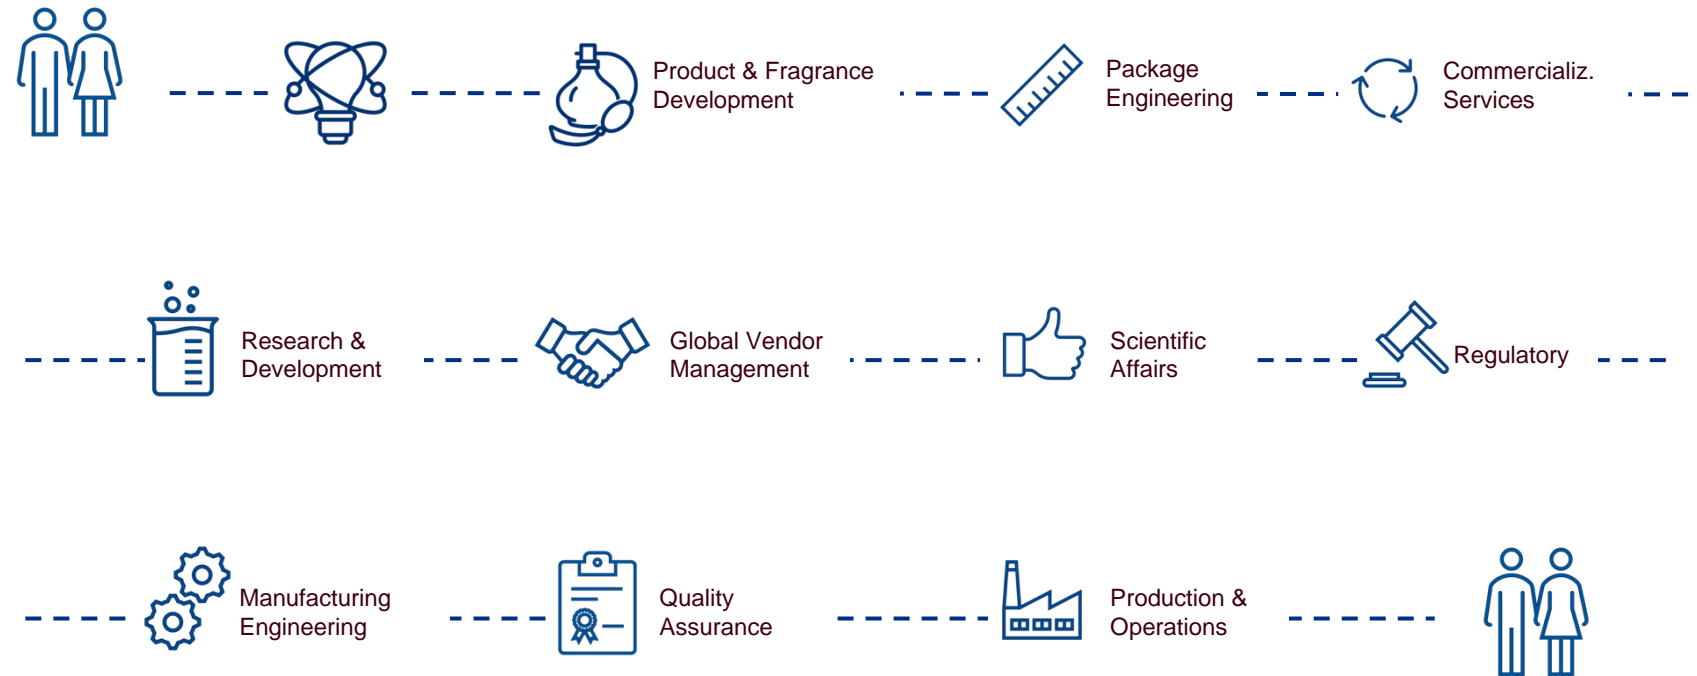 Product & Fragrance
Development
Package
Engineering
Commercializ.
Services
Research &
Development
Global Vendor
Management
Scientific
Affairs
Regulatory
Manufacturing
Engineering
Quality
Assurance
Production &
Operations